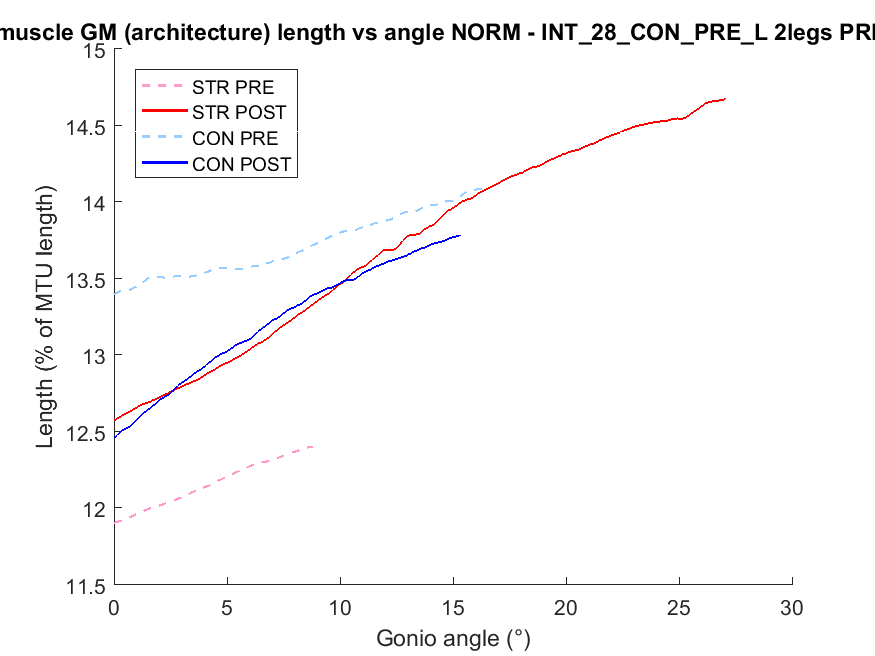 muscle GM (architecture) length vs angle NORM - INT_28_CON_PRE_L 2legs PRE
STR PRE
STR POST
CON PRE
CON POST
Length (% of MTU length)
15
14.5
14
13.5
13
12.5
12
11.5
0
5
10
15
20
25
30
Gonio angle (°)